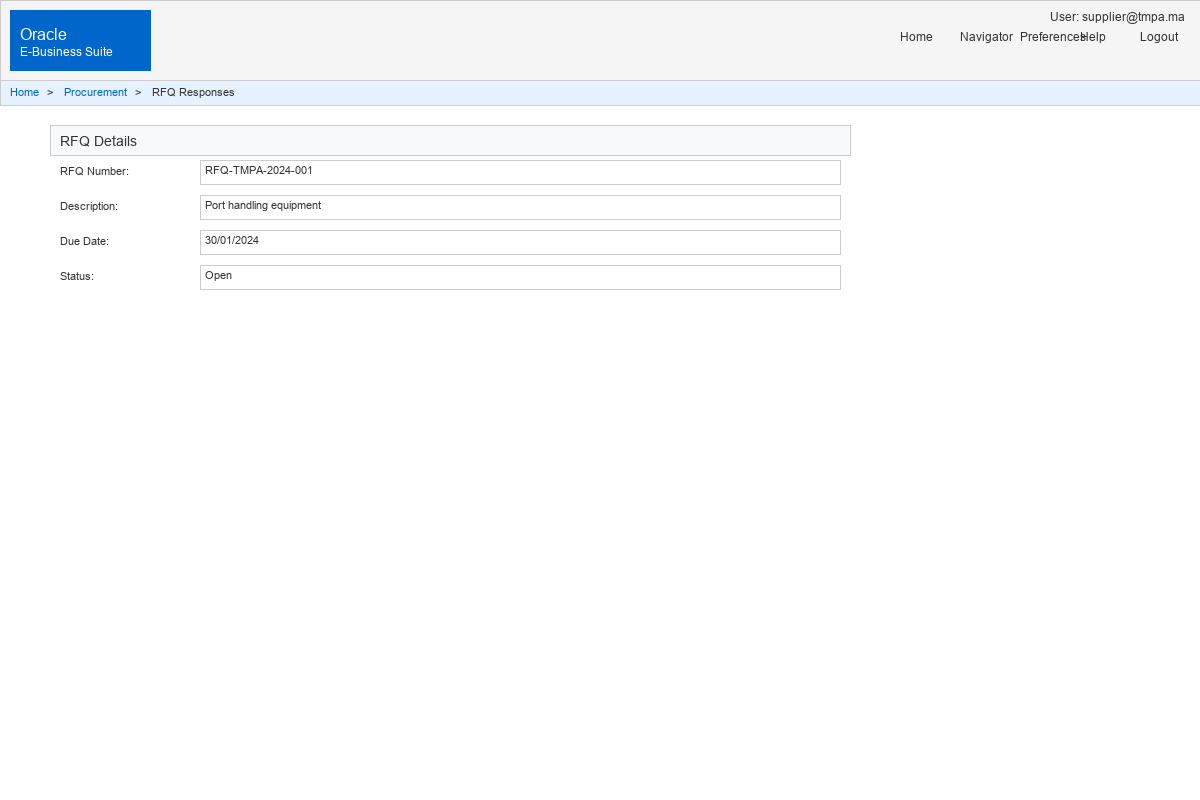 Oracle
E-Business Suite
User: supplier@tmpa.ma
Home Navigator Preferences Help Logout
Home > Procurement > RFQ Responses
RFQ Details
RFQ Number: RFQ-TMPA-2024-001
Description: Port handling equipment
Due Date: 30/01/2024
Status: Open